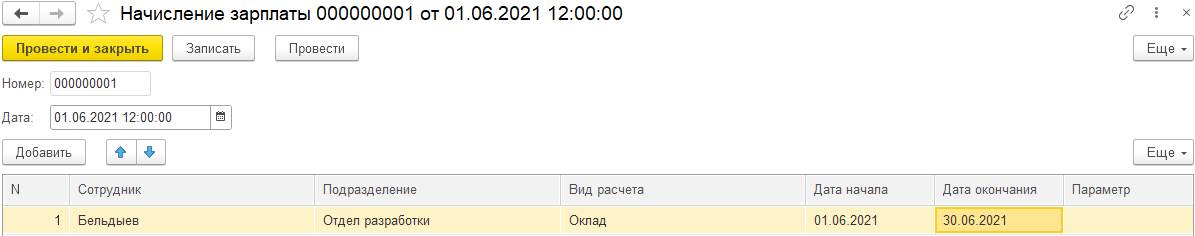 Начисление зарплаты 000000001 от 01.06.2021 12:00:00
Провести и закрыть Записать Провести Еще
Номер: 000000001
Дата: 01.06.2021 12:00:00
Добавить Еще
N Сотрудник Подразделение Вид расчета Дата начала Дата окончания Параметр
1 Бельдыев Отдел разработки Оклад 01.06.2021 30.06.2021